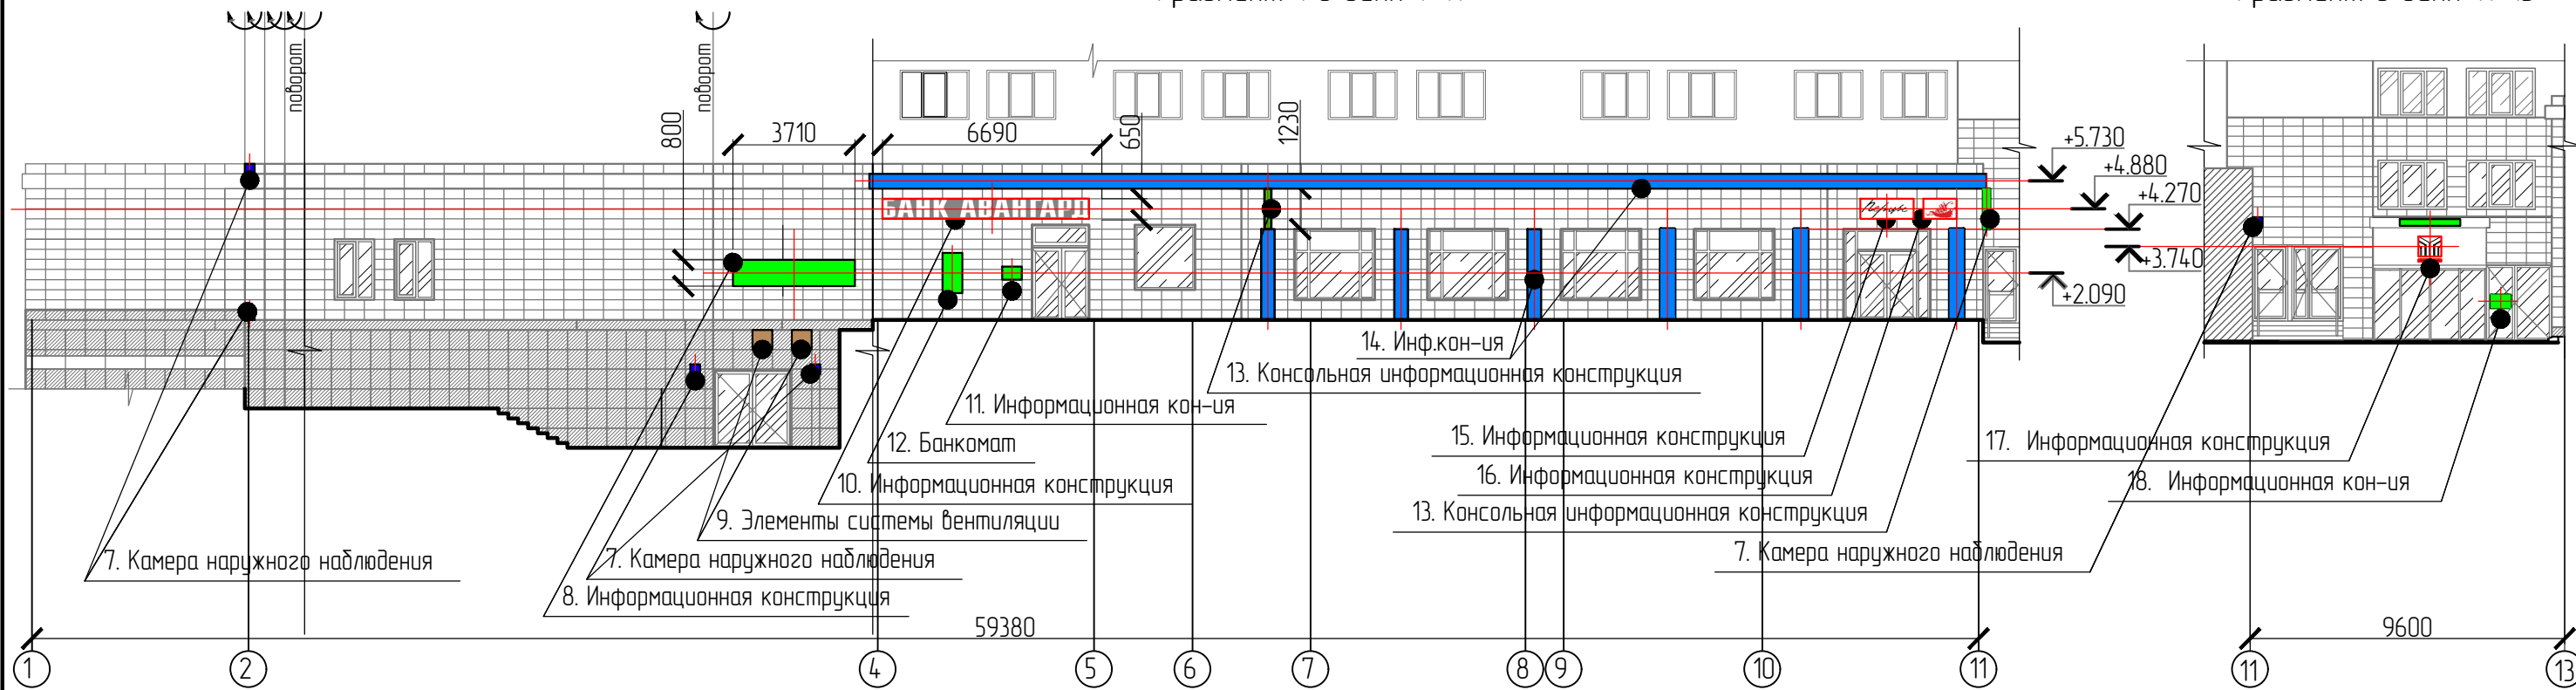 поворот
поворот
800
3710
6690
650
1230
+5.730
+4.880
+4.270
+3.740
+2.090
БАНК АВАНГАРД
14. Инф.кон-ия
13. Консольная информационная конструкция
11. Информационная кон-ия
12. Банкомат
10. Информационная конструкция
9. Элементы системы вентиляции
7. Камера наружного наблюдения
7. Камера наружного наблюдения
8. Информационная конструкция
15. Информационная конструкция
16. Информационная конструкция
13. Консольная информационная конструкция
7. Камера наружного наблюдения
17. Информационная конструкция
18. Информационная кон-ия
59380
9600
1 2 4 5 6 7 8 9 10 11 11 13